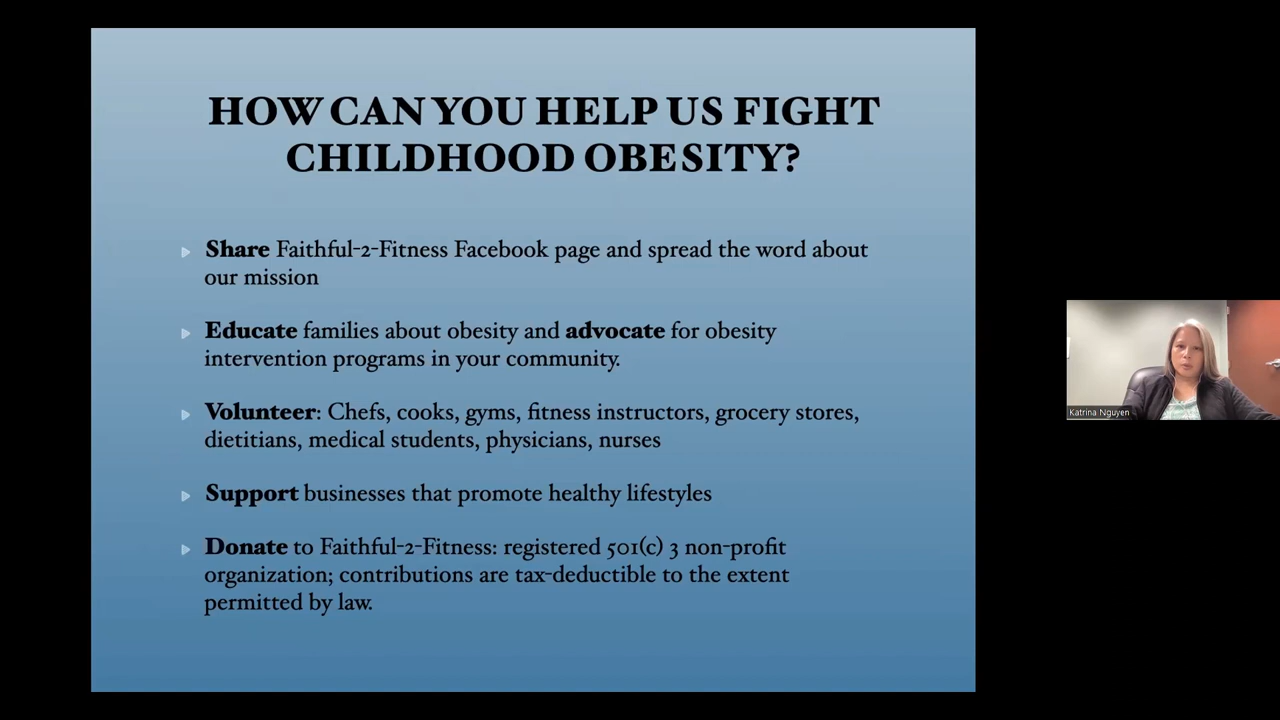 HOW CAN YOU HELP US FIGHT
CHILDHOOD OBESITY?
Share Faithful-2-Fitness Facebook page and spread the word about
our mission
Educate families about obesity and advocate for obesity
intervention programs in your community.
Volunteer: Chefs, cooks, gyms, fitness instructors, grocery stores,
dietitians, medical students, physicians, nurses
Support businesses that promote healthy lifestyles
Donate to Faithful-2-Fitness: registered 501(c) 3 non-profit
organization; contributions are tax-deductible to the extent
permitted by law.
Katrina Nguyen